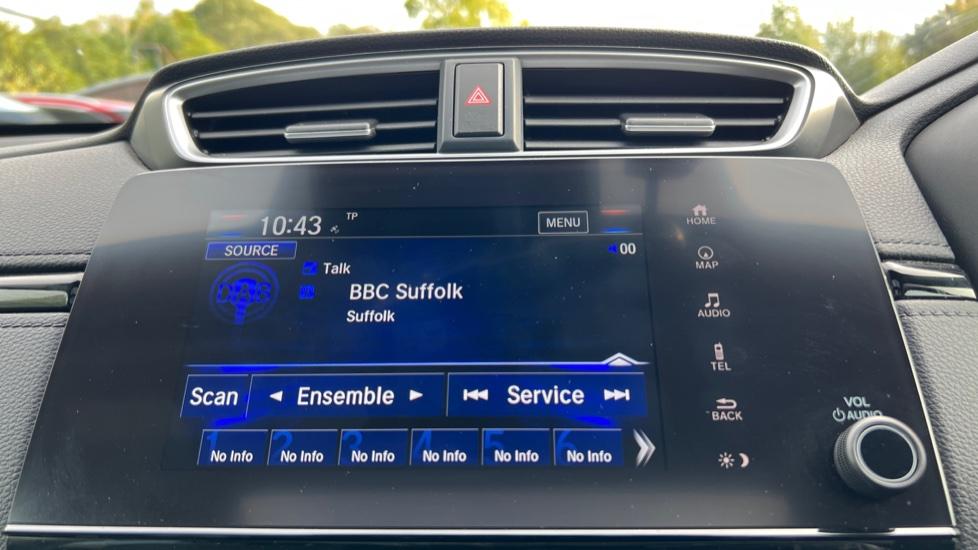 10:43 TP MENU
SOURCE 00
DAB Talk
BBC Suffolk
Suffolk
Scan Ensemble Service
1 2 3 4 5 6
No Info No Info No Info No Info No Info No Info
HOME
MAP
AUDIO
TEL
BACK
VOL
AUDIO